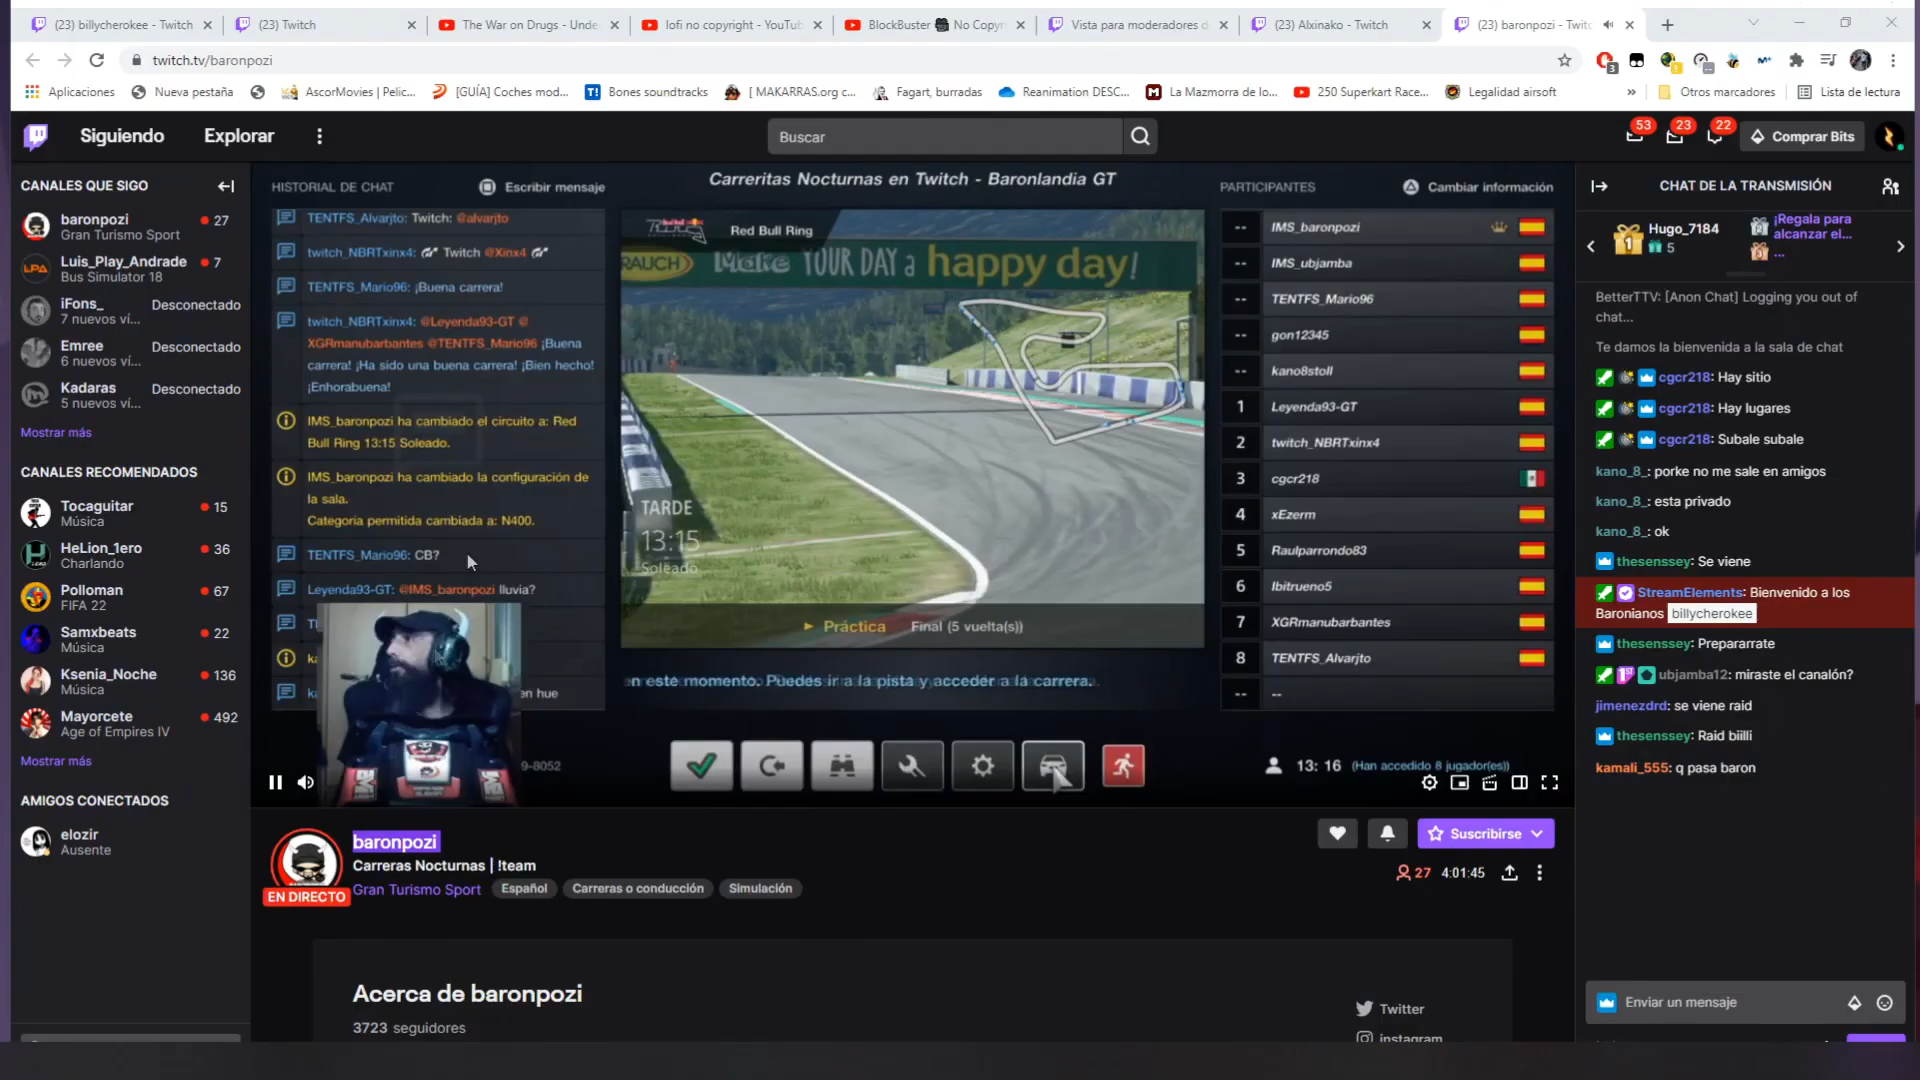 (23) billycherokee - Twitch
(23) Twitch
The War on Drugs - Unde
lofi no copyright - YouTub
BlockBuster No Copyr
Vista para moderadores d
(23) Alxinako - Twitch
(23) baronpozi - Twitc
twitch.tv/baronpozi
Aplicaciones
Nueva pestaña
AscorMovies | Pelic...
[GUÍA] Coches mod...
Bones soundtracks
[ MAKARRAS.org c...
Fagart, burradas
Reanimation DESC...
La Mazmorra de lo...
250 Superkart Race...
Legalidad airsoft
»
Otros marcadores
Lista de lectura
Siguiendo
Explorar
Buscar
53
23
22
Comprar Bits
CANALES QUE SIGO
baronpozi
27
Gran Turismo Sport
Luis_Play_Andrade
7
Bus Simulator 18
iFons_
Desconectado
7 nuevos ví...
Emree
Desconectado
6 nuevos ví...
Kadaras
Desconectado
5 nuevos ví...
Mostrar más
CANALES RECOMENDADOS
Tocaguitar
15
Música
HeLion_1ero
36
Charlando
Polloman
67
FIFA 22
Samxbeats
22
Música
Ksenia_Noche
136
Música
Mayorcete
492
Age of Empires IV
Mostrar más
AMIGOS CONECTADOS
elozir
Ausente
HISTORIAL DE CHAT
Escribir mensaje
TENTFS_Alvarjto: Twitch: @alvarjto
twitch_NBRTxinx4: Twitch @Xinx4
TENTFS_Mario96: ¡Buena carrera!
twitch_NBRTxinx4: @Leyenda93-GT @
XGRmanubarbantes @TENTFS_Mario96 ¡Buena
carrera! ¡Ha sido una buena carrera! ¡Bien hecho!
¡Enhorabuena!
IMS_baronpozi ha cambiado el circuito a: Red
Bull Ring 13:15 Soleado.
IMS_baronpozi ha cambiado la configuración de
la sala.
Categoría permitida cambiada a: N400.
TENTFS_Mario96: CB?
Leyenda93-GT: @IMS_baronpozi lluvia?
en hue
9-8052
Carreritas Nocturnas en Twitch - Baronlandia GT
Red Bull Ring
RAUCH
Make YOUR DAY a happy day!
TARDE
13:15
Soleado
Práctica
Final (5 vuelta(s))
en este momento. Puedes ir a la pista y acceder a la carrera.
PARTICIPANTES
Cambiar información
-- IMS_baronpozi
-- IMS_ubjamba
-- TENTFS_Mario96
-- gon12345
-- kano8stoll
1 Leyenda93-GT
2 twitch_NBRTxinx4
3 cgcr218
4 xEzerm
5 Raulparrondo83
6 Ibitrueno5
7 XGRmanubarbantes
8 TENTFS_Alvarjto
-- --
13: 16 (Han accedido 8 jugador(es))
baronpozi
Carreras Nocturnas | !team
Gran Turismo Sport
Español
Carreras o conducción
Simulación
EN DIRECTO
Suscribirse
27
4:01:45
Acerca de baronpozi
3723 seguidores
Twitter
instagram
CHAT DE LA TRANSMISIÓN
1
Hugo_7184
5
¡Regala para
alcanzar el...
...
BetterTTV: [Anon Chat] Logging you out of
chat...
Te damos la bienvenida a la sala de chat
cgcr218: Hay sitio
cgcr218: Hay lugares
cgcr218: Subale subale
kano_8_: porke no me sale en amigos
kano_8_: esta privado
kano_8_: ok
thesenssey: Se viene
StreamElements: Bienvenido a los
Baronianos billycherokee
thesenssey: Prepararrate
ubjamba12: miraste el canalón?
jimenezdrd: se viene raid
thesenssey: Raid biilli
kamali_555: q pasa baron
Enviar un mensaje